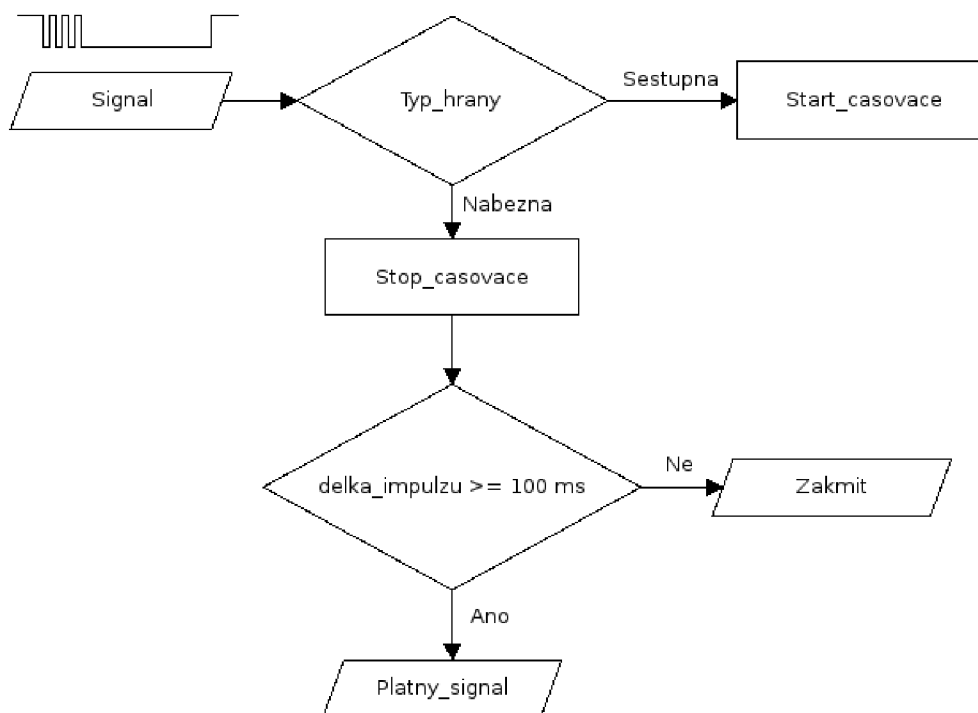 Signal
Typ_hrany
Sestupna
Start_casovace
Nabezna
Stop_casovace
delka_impulzu >= 100 ms
Ne
Zakmit
Ano
Platny_signal